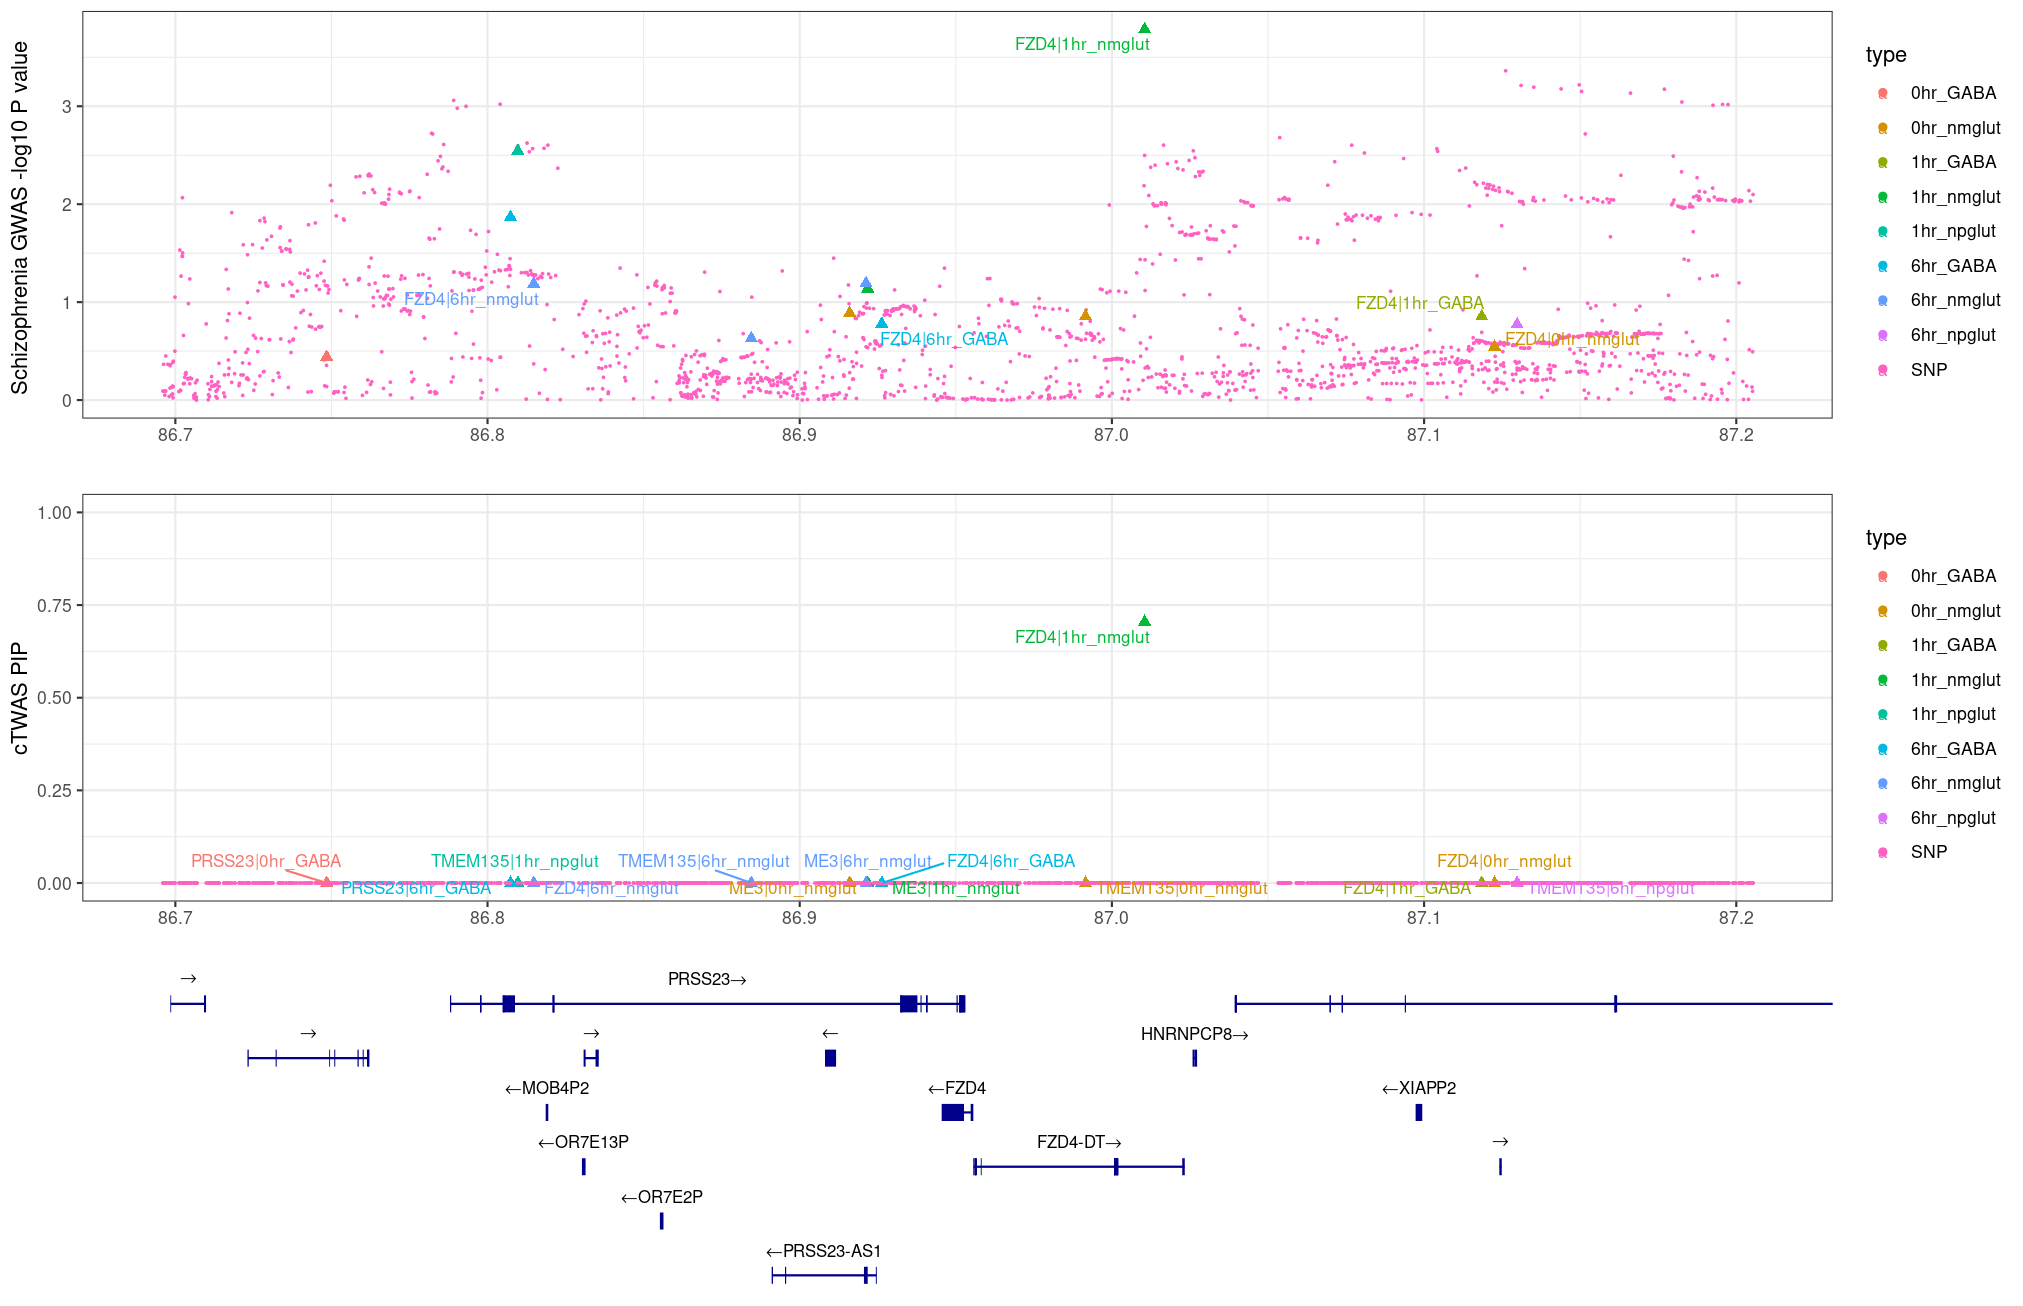 Schizophrenia GWAS -log10 P value
3
2
1
0
FZD4|1hr_nmglut
FZD4|6hr_nmglut
FZD4|6hr_GABA
FZD4|1hr_GABA
FZD4|0hr_nmglut
86.7 86.8 86.9 87.0 87.1 87.2
type
0hr_GABA
0hr_nmglut
1hr_GABA
1hr_nmglut
1hr_npglut
6hr_GABA
6hr_nmglut
6hr_npglut
SNP
cTWAS PIP
1.00
0.75
0.50
0.25
0.00
FZD4|1hr_nmglut
PRSS23|0hr_GABA TMEM135|1hr_npglut TMEM135|6hr_nmglut ME3|6hr_nmglut FZD4|6hr_GABA FZD4|0hr_nmglut
PRSS23|6hr_GABA FZD4|6hr_nmglut ME3|0hr_nmglut ME3|1hr_nmglut TMEM135|0hr_nmglut FZD4|1hr_GABA TMEM135|6hr_npglut
86.7 86.8 86.9 87.0 87.1 87.2
type
0hr_GABA
0hr_nmglut
1hr_GABA
1hr_nmglut
1hr_npglut
6hr_GABA
6hr_nmglut
6hr_npglut
SNP
→ PRSS23→
→ → ← HNRNPCP8→
←MOB4P2 ←FZD4 ←XIAPP2
←OR7E13P FZD4-DT→ →
←OR7E2P
←PRSS23-AS1